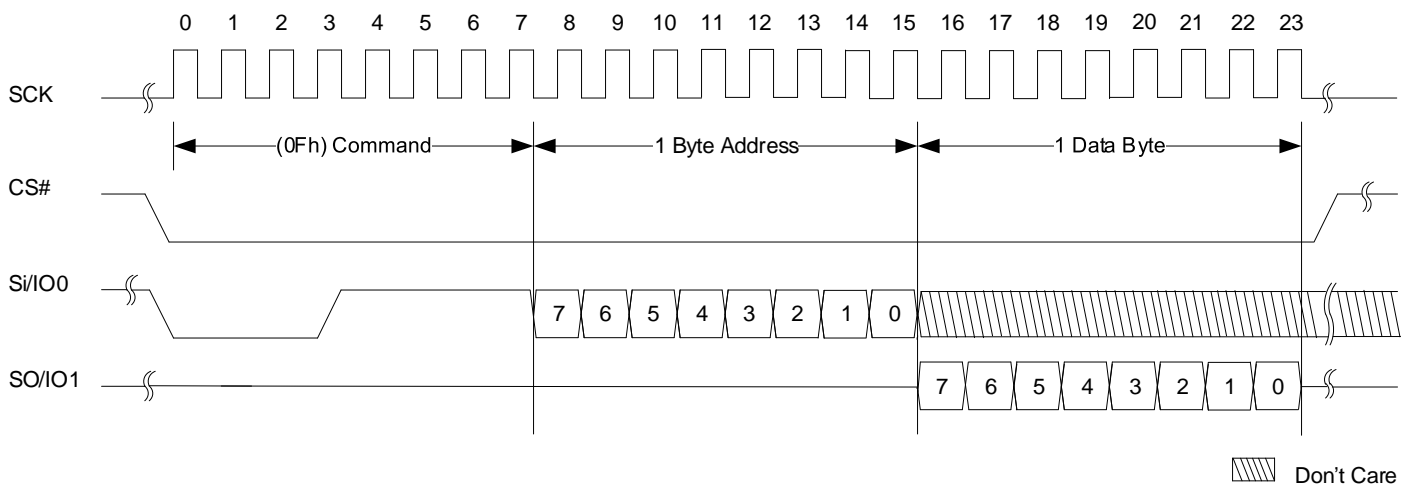 0 1 2 3 4 5 6 7 8 9 10 11 12 13 14 15 16 17 18 19 20 21 22 23
SCK
(0Fh) Command 1 Byte Address 1 Data Byte
CS#
Si/IO0
7 6 5 4 3 2 1 0
SO/IO1
7 6 5 4 3 2 1 0
Don't Care